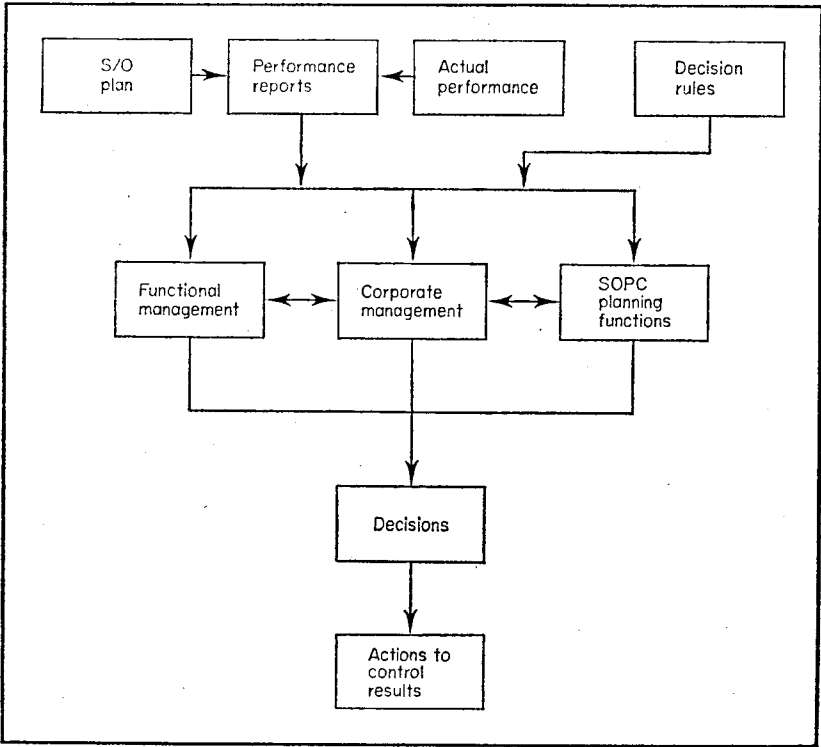 S/O
plan
Performance
reports
Actual
performance
Decision
rules
Functional
management
Corporate
management
SOPC
planning
functions
Decisions
Actions to
control
results